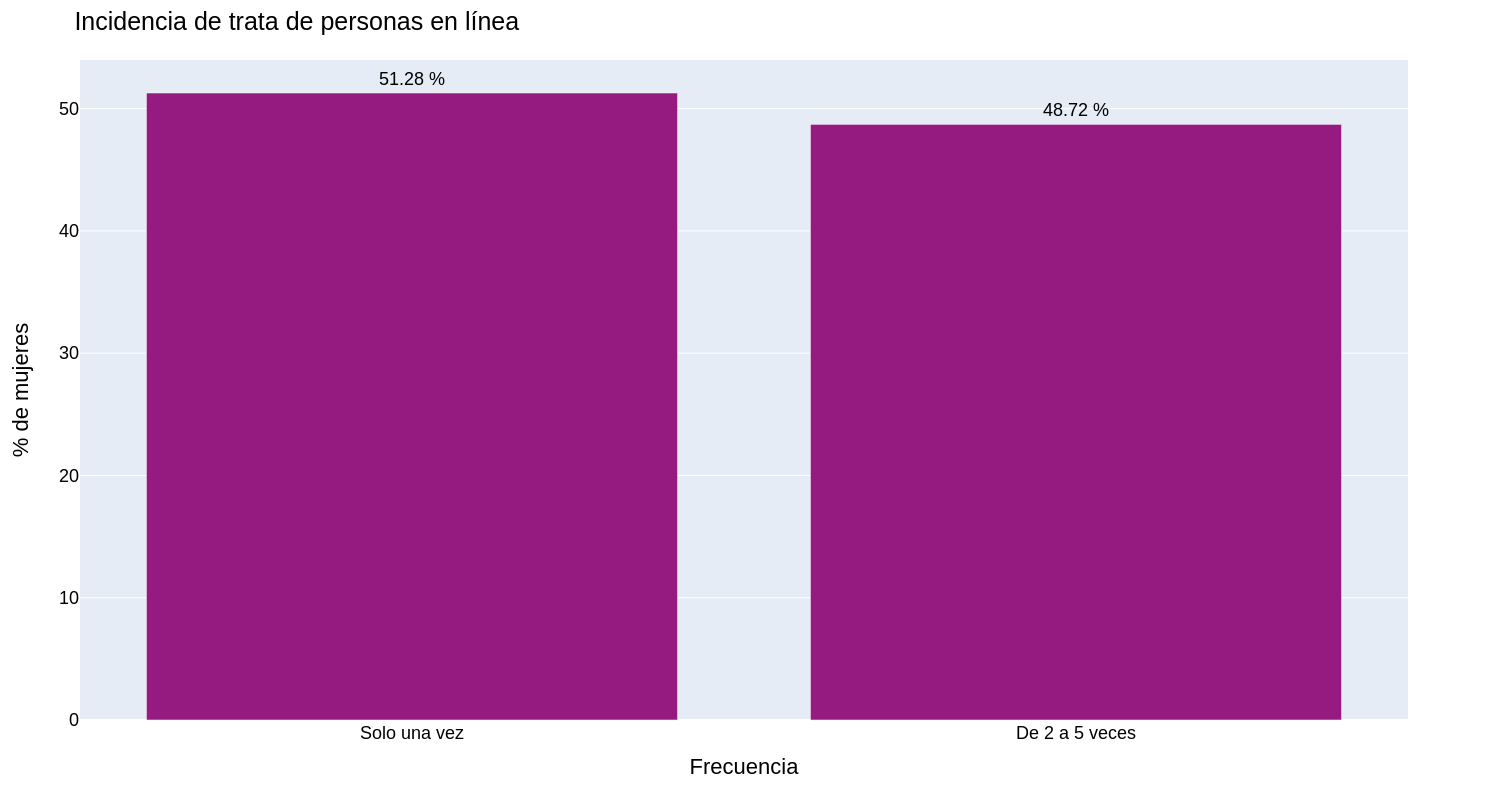 Incidencia de trata de personas en línea
51.28 %
48.72 %
50
40
30
20
10
0
% de mujeres
Solo una vez
De 2 a 5 veces
Frecuencia